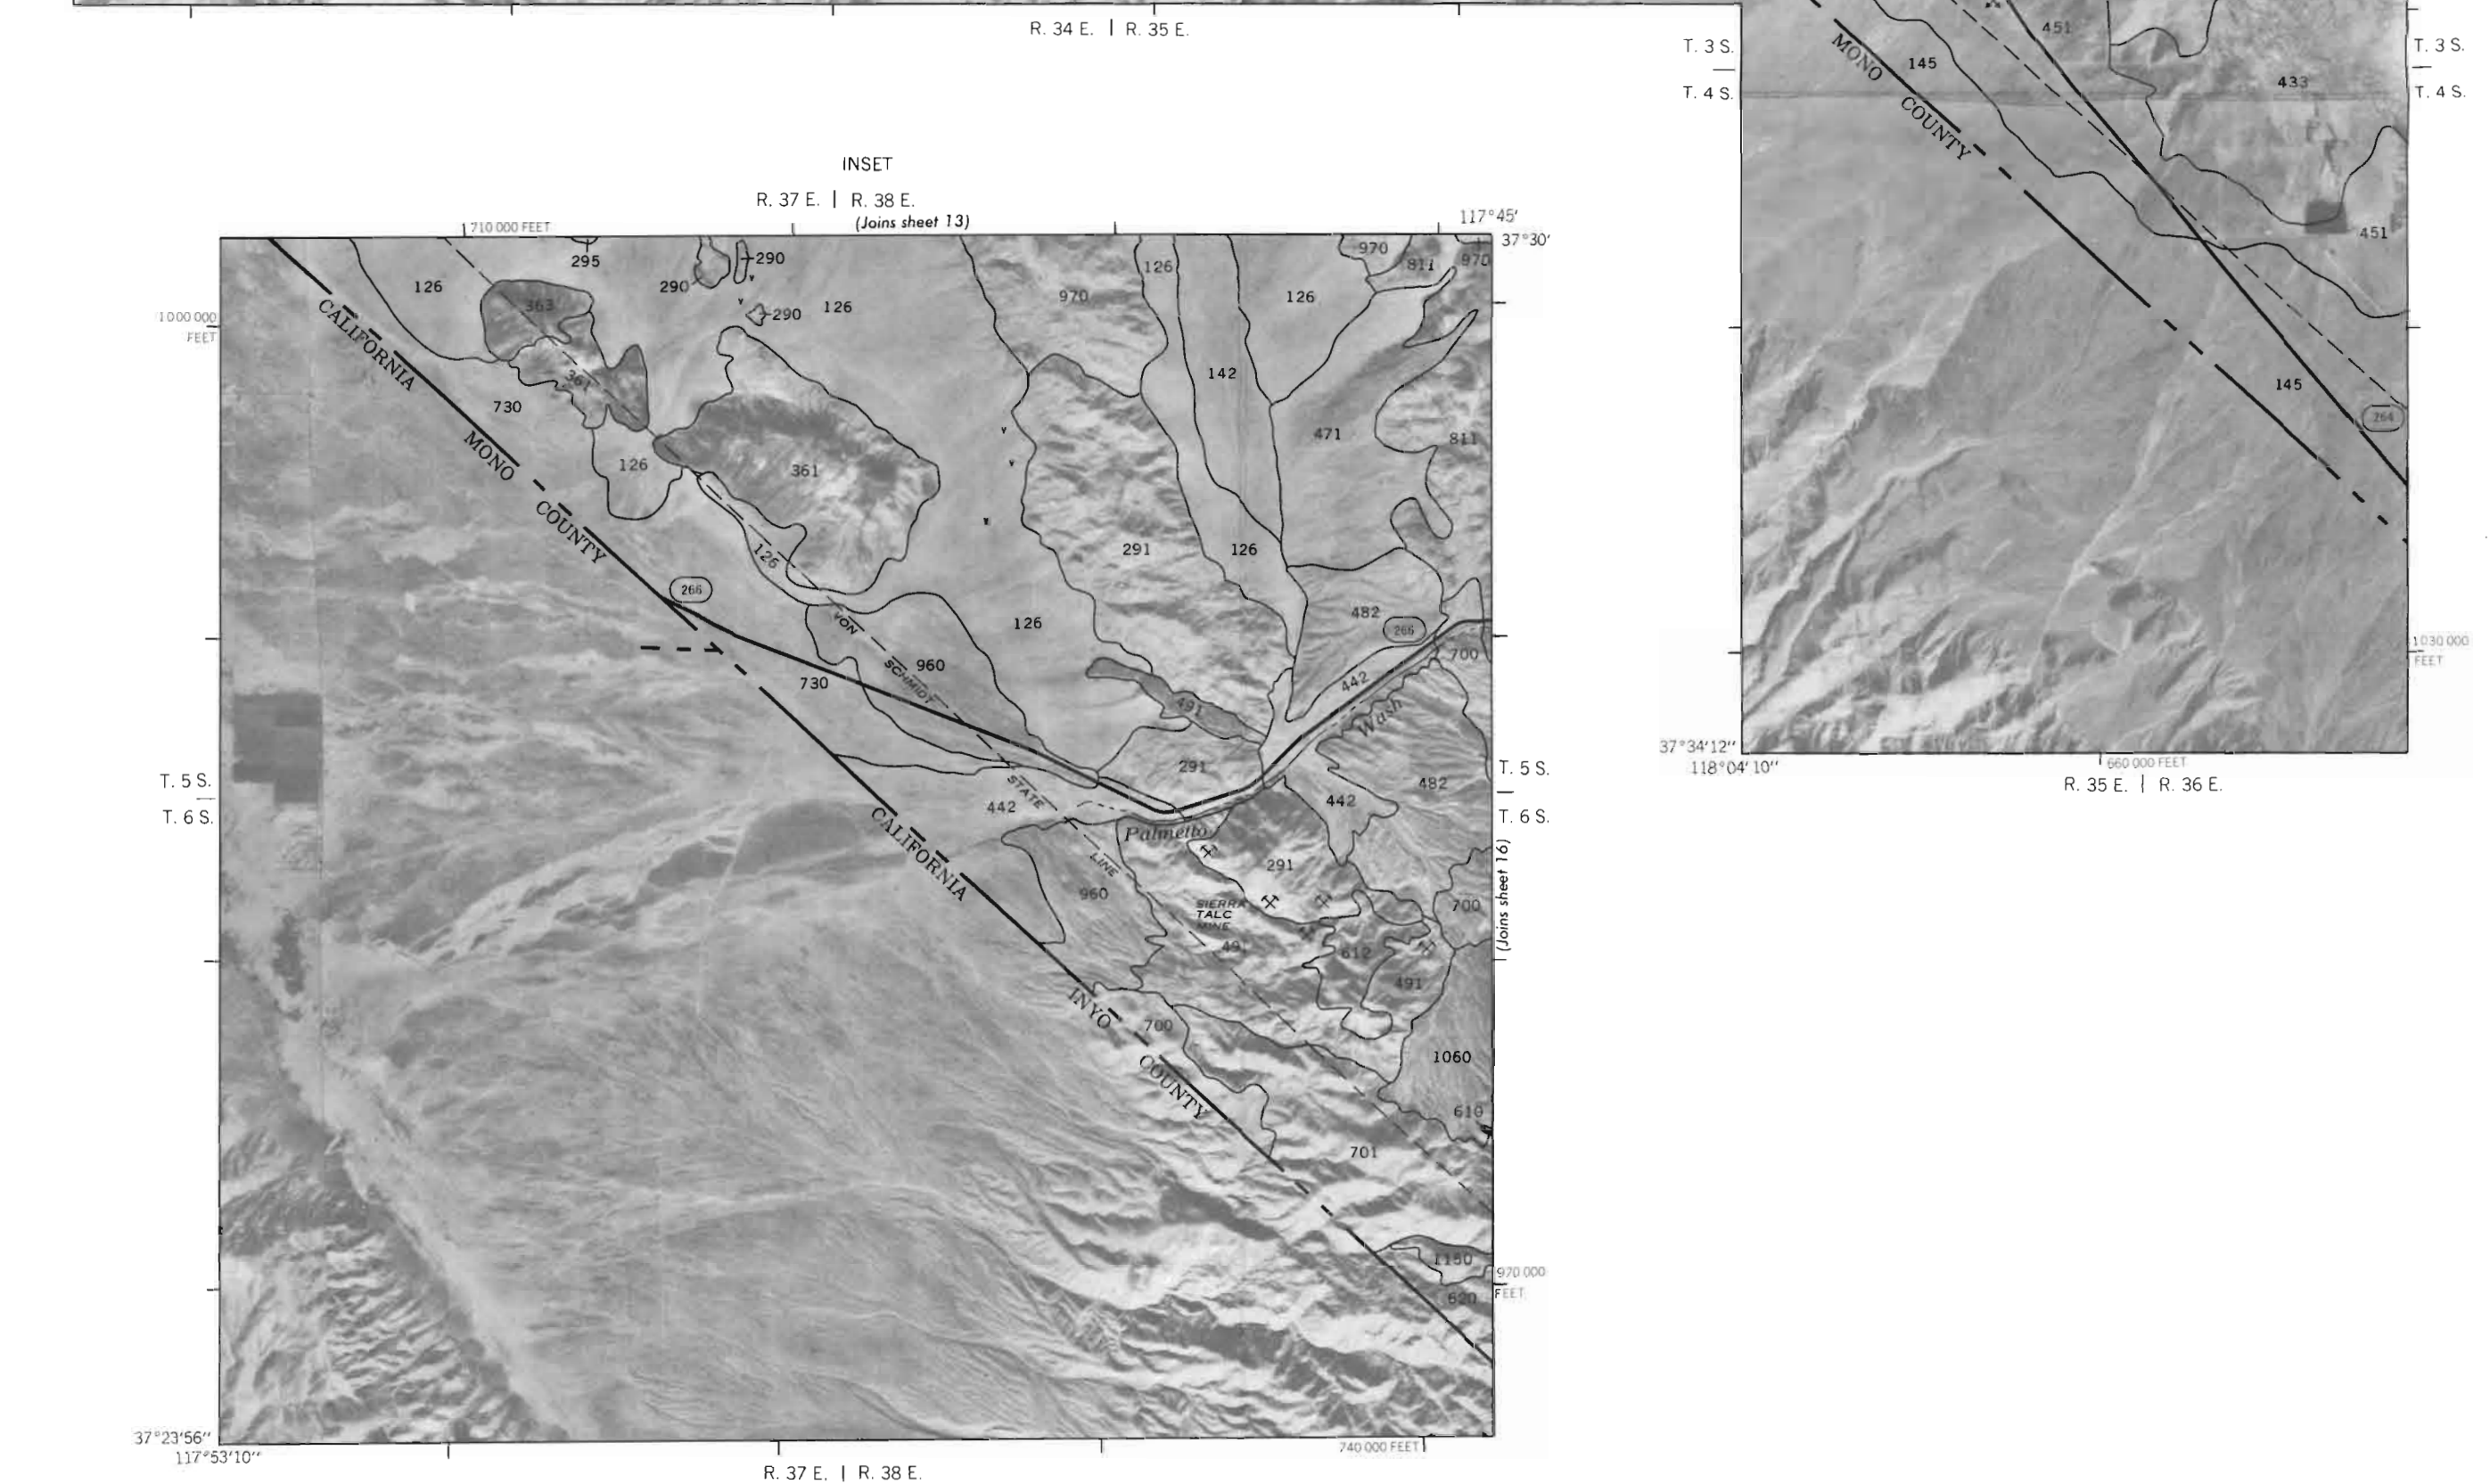 R. 34 E. | R. 35 E.
T. 3 S.
T. 4 S.
MONO COUNTY
145
451
433
T. 3 S.
T. 4 S.
451
145
264
1 030 000 FEET
37°34'12"
118°04'10"
660 000 FEET
R. 35 E. | R. 36 E.
INSET
R. 37 E. | R. 38 E.
(Joins sheet 13)
710 000 FEET
117°45'
37°30'
1 000 000
FEET
126
295
290
290
290
126
363
361
970
126
126
970
811
970
142
CALIFORNIA
730
MONO COUNTY
126
361
471
811
291
126
126
266
VON SCHMIDT STATE LINE
126
482
266
700
960
730
442
491
Wash
291
T. 5 S.
T. 6 S.
T. 5 S.
T. 6 S.
442
442
482
Palmetto
CALIFORNIA
291
(Joins sheet 16)
960
SIERRA
TALC
MINE
700
612
491
INYO COUNTY
700
1060
610
701
1150
620
970 000
FEET
37°23'56"
117°53'10"
740 000 FEET
R. 37 E. | R. 38 E.